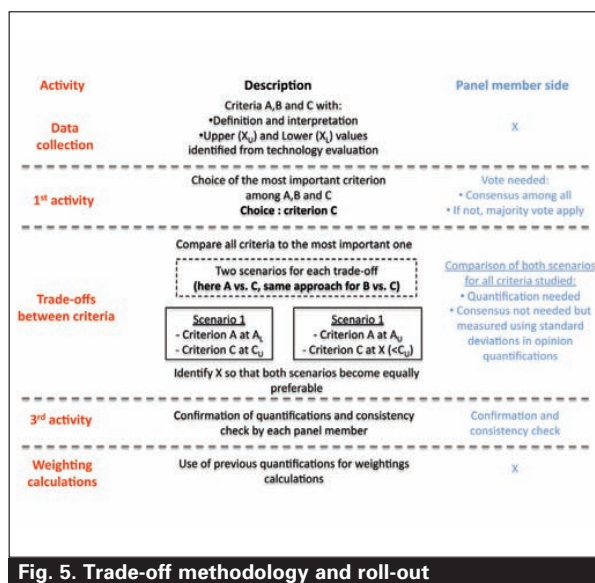 Activity Description Panel member side
Data
collection
Criteria A,B and C with:
•Definition and interpretation
•Upper (X_U) and Lower (X_L) values
identified from technology evaluation
X
1st activity
Choice of the most important criterion
among A,B and C
Choice : criterion C
Vote needed:
• Consensus among all
• If not, majority vote apply
Trade-offs
between criteria
Compare all criteria to the most important one
Two scenarios for each trade-off
(here A vs. C, same approach for B vs. C)
Scenario 1
- Criterion A at A_L
- Criterion C at C_U
Scenario 1
- Criterion A at A_U
- Criterion C at X (<C_U)
Identify X so that both scenarios become equally
preferable
Comparison of both scenarios
for all criteria studied:
• Quantification needed
• Consensus not needed but
measured using standard
deviations in opinion
quantifications
3rd activity
Confirmation of quantifications and consistency
check by each panel member
Confirmation and
consistency check
Weighting
calculations
Use of previous quantifications for weightings
calculations
X
Fig. 5. Trade-off methodology and roll-out